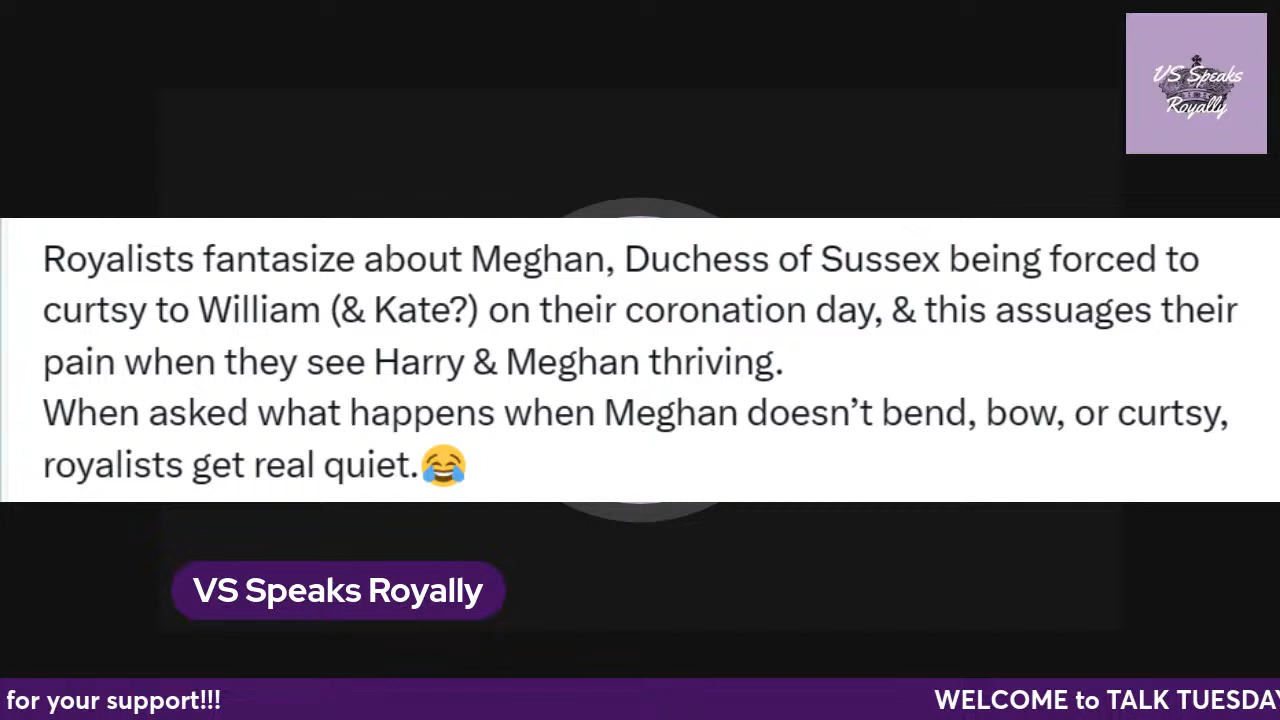 VS Speaks
Royally
Royalists fantasize about Meghan, Duchess of Sussex being forced to
curtsy to William (& Kate?) on their coronation day, & this assuages their
pain when they see Harry & Meghan thriving.
When asked what happens when Meghan doesn’t bend, bow, or curtsy,
royalists get real quiet.😂
VS Speaks Royally
for your support!!! WELCOME to TALK TUESDAY